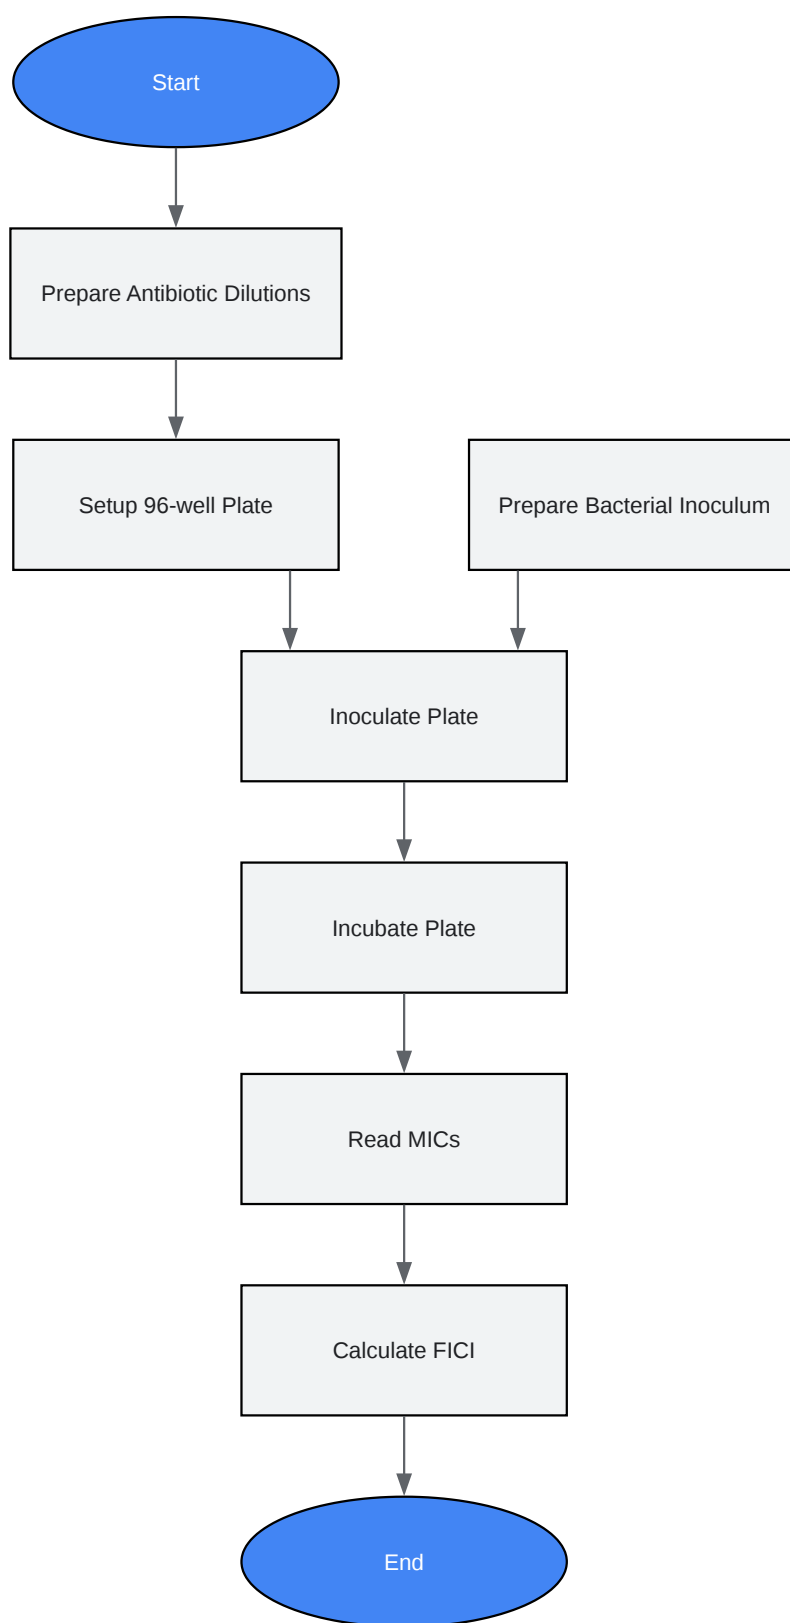 Start
Prepare Antibiotic Dilutions
Setup 96-well Plate
Prepare Bacterial Inoculum
Inoculate Plate
Incubate Plate
Read MICs
Calculate FICI
End